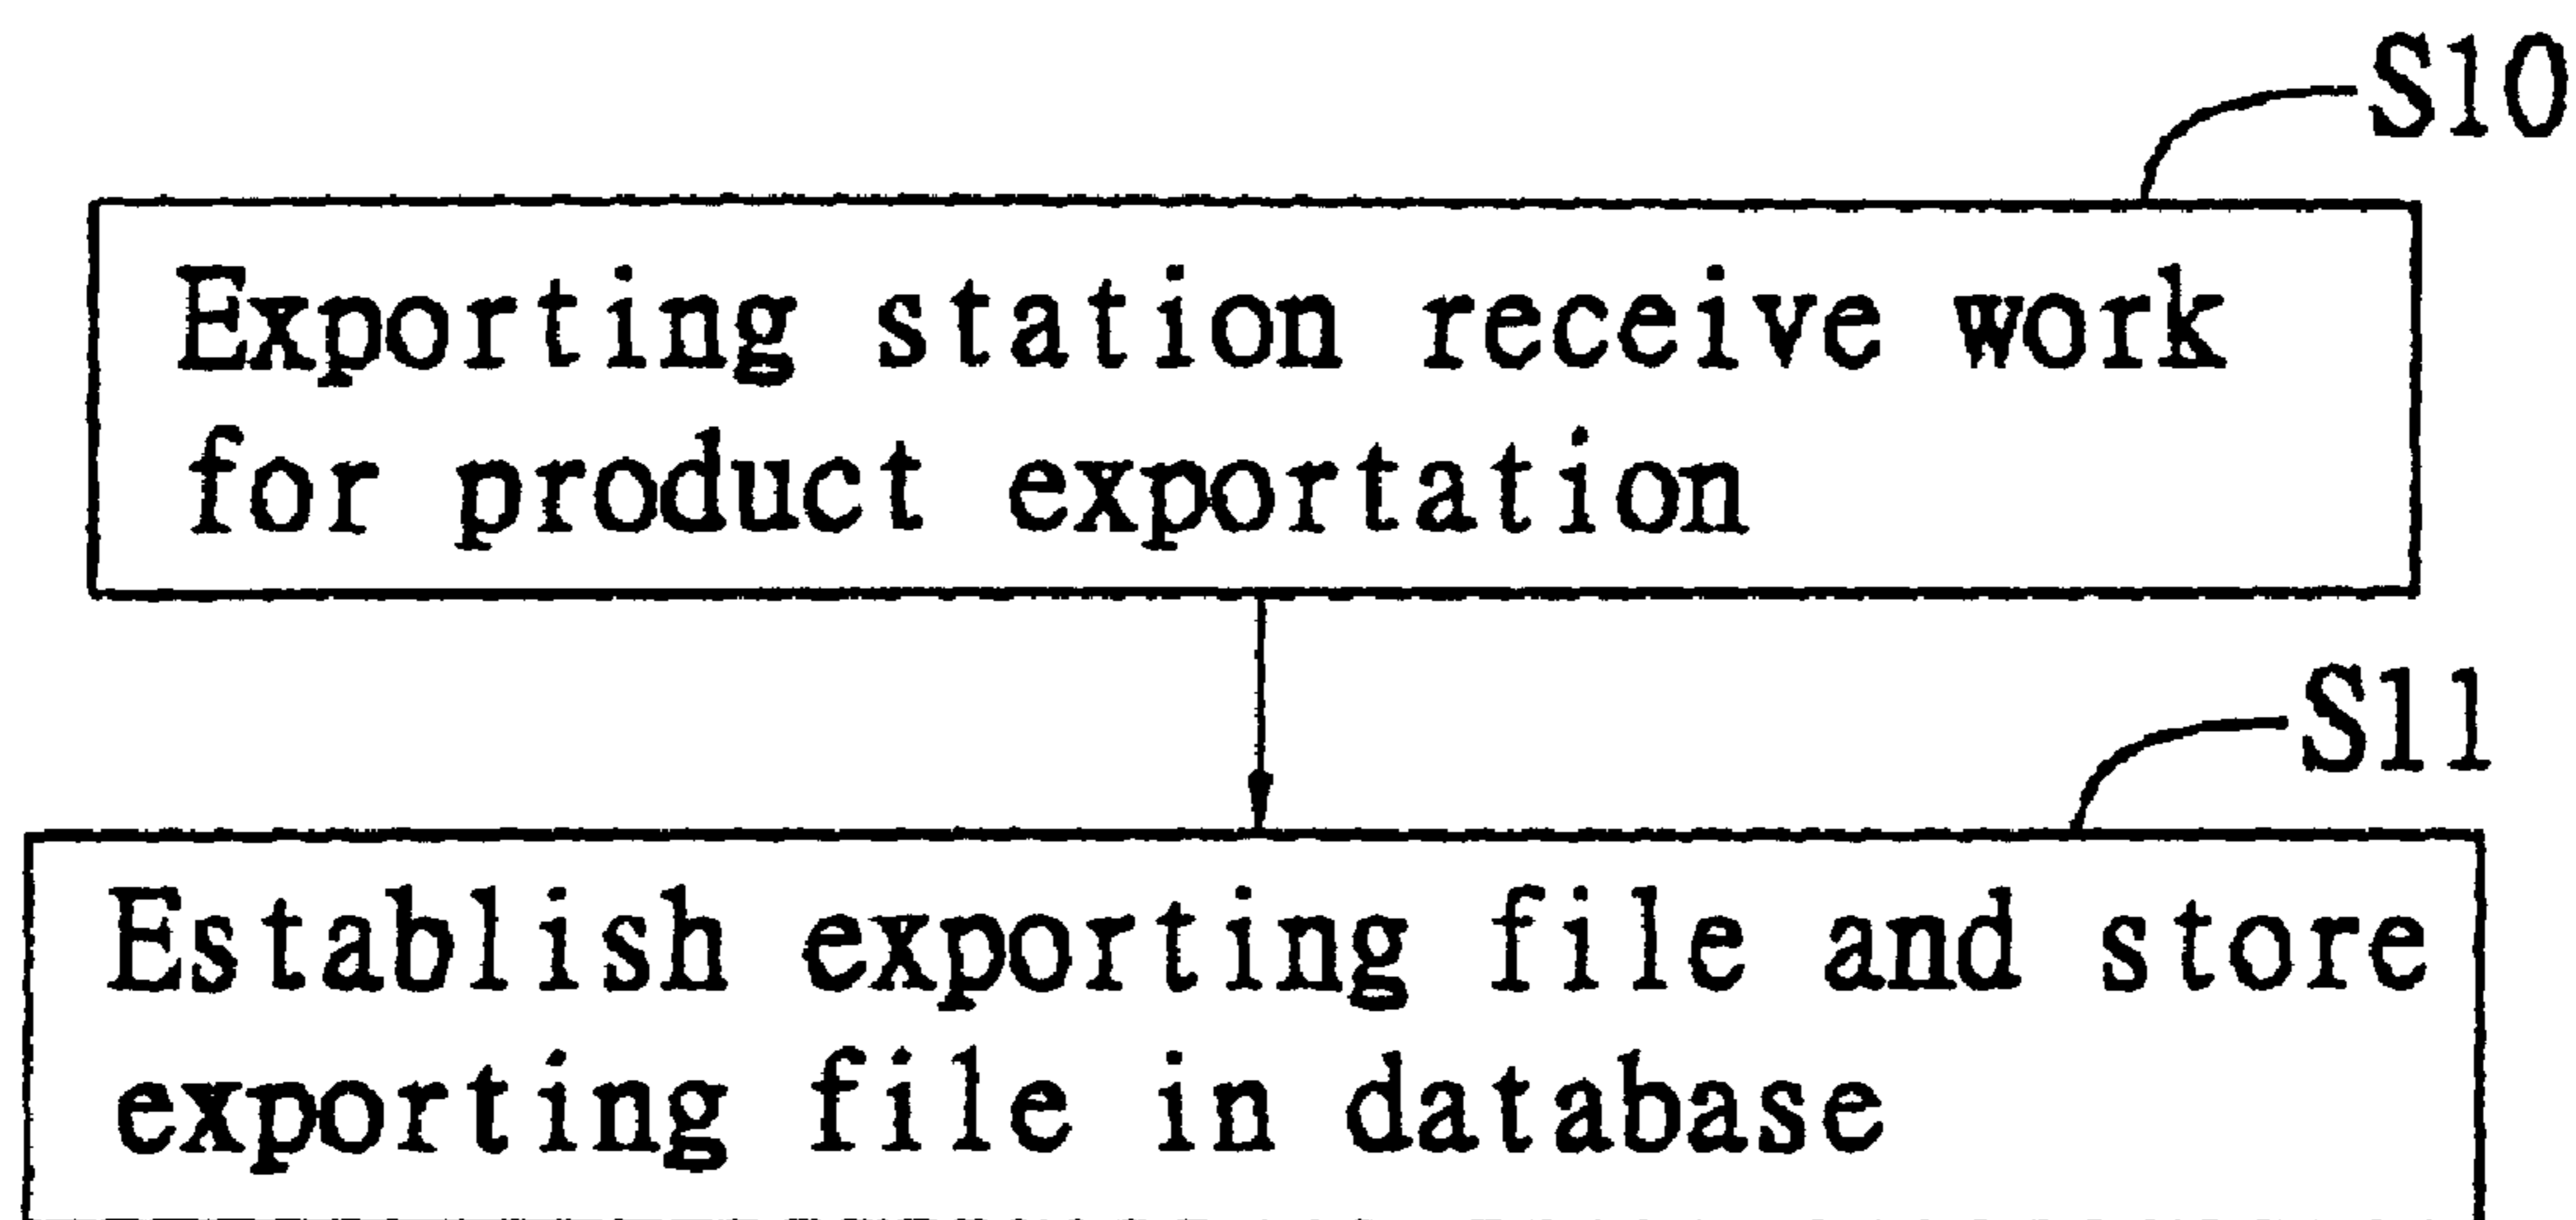 S10
Exporting station receive work
for product exportation
S11
Establish exporting file and store
exporting file in database